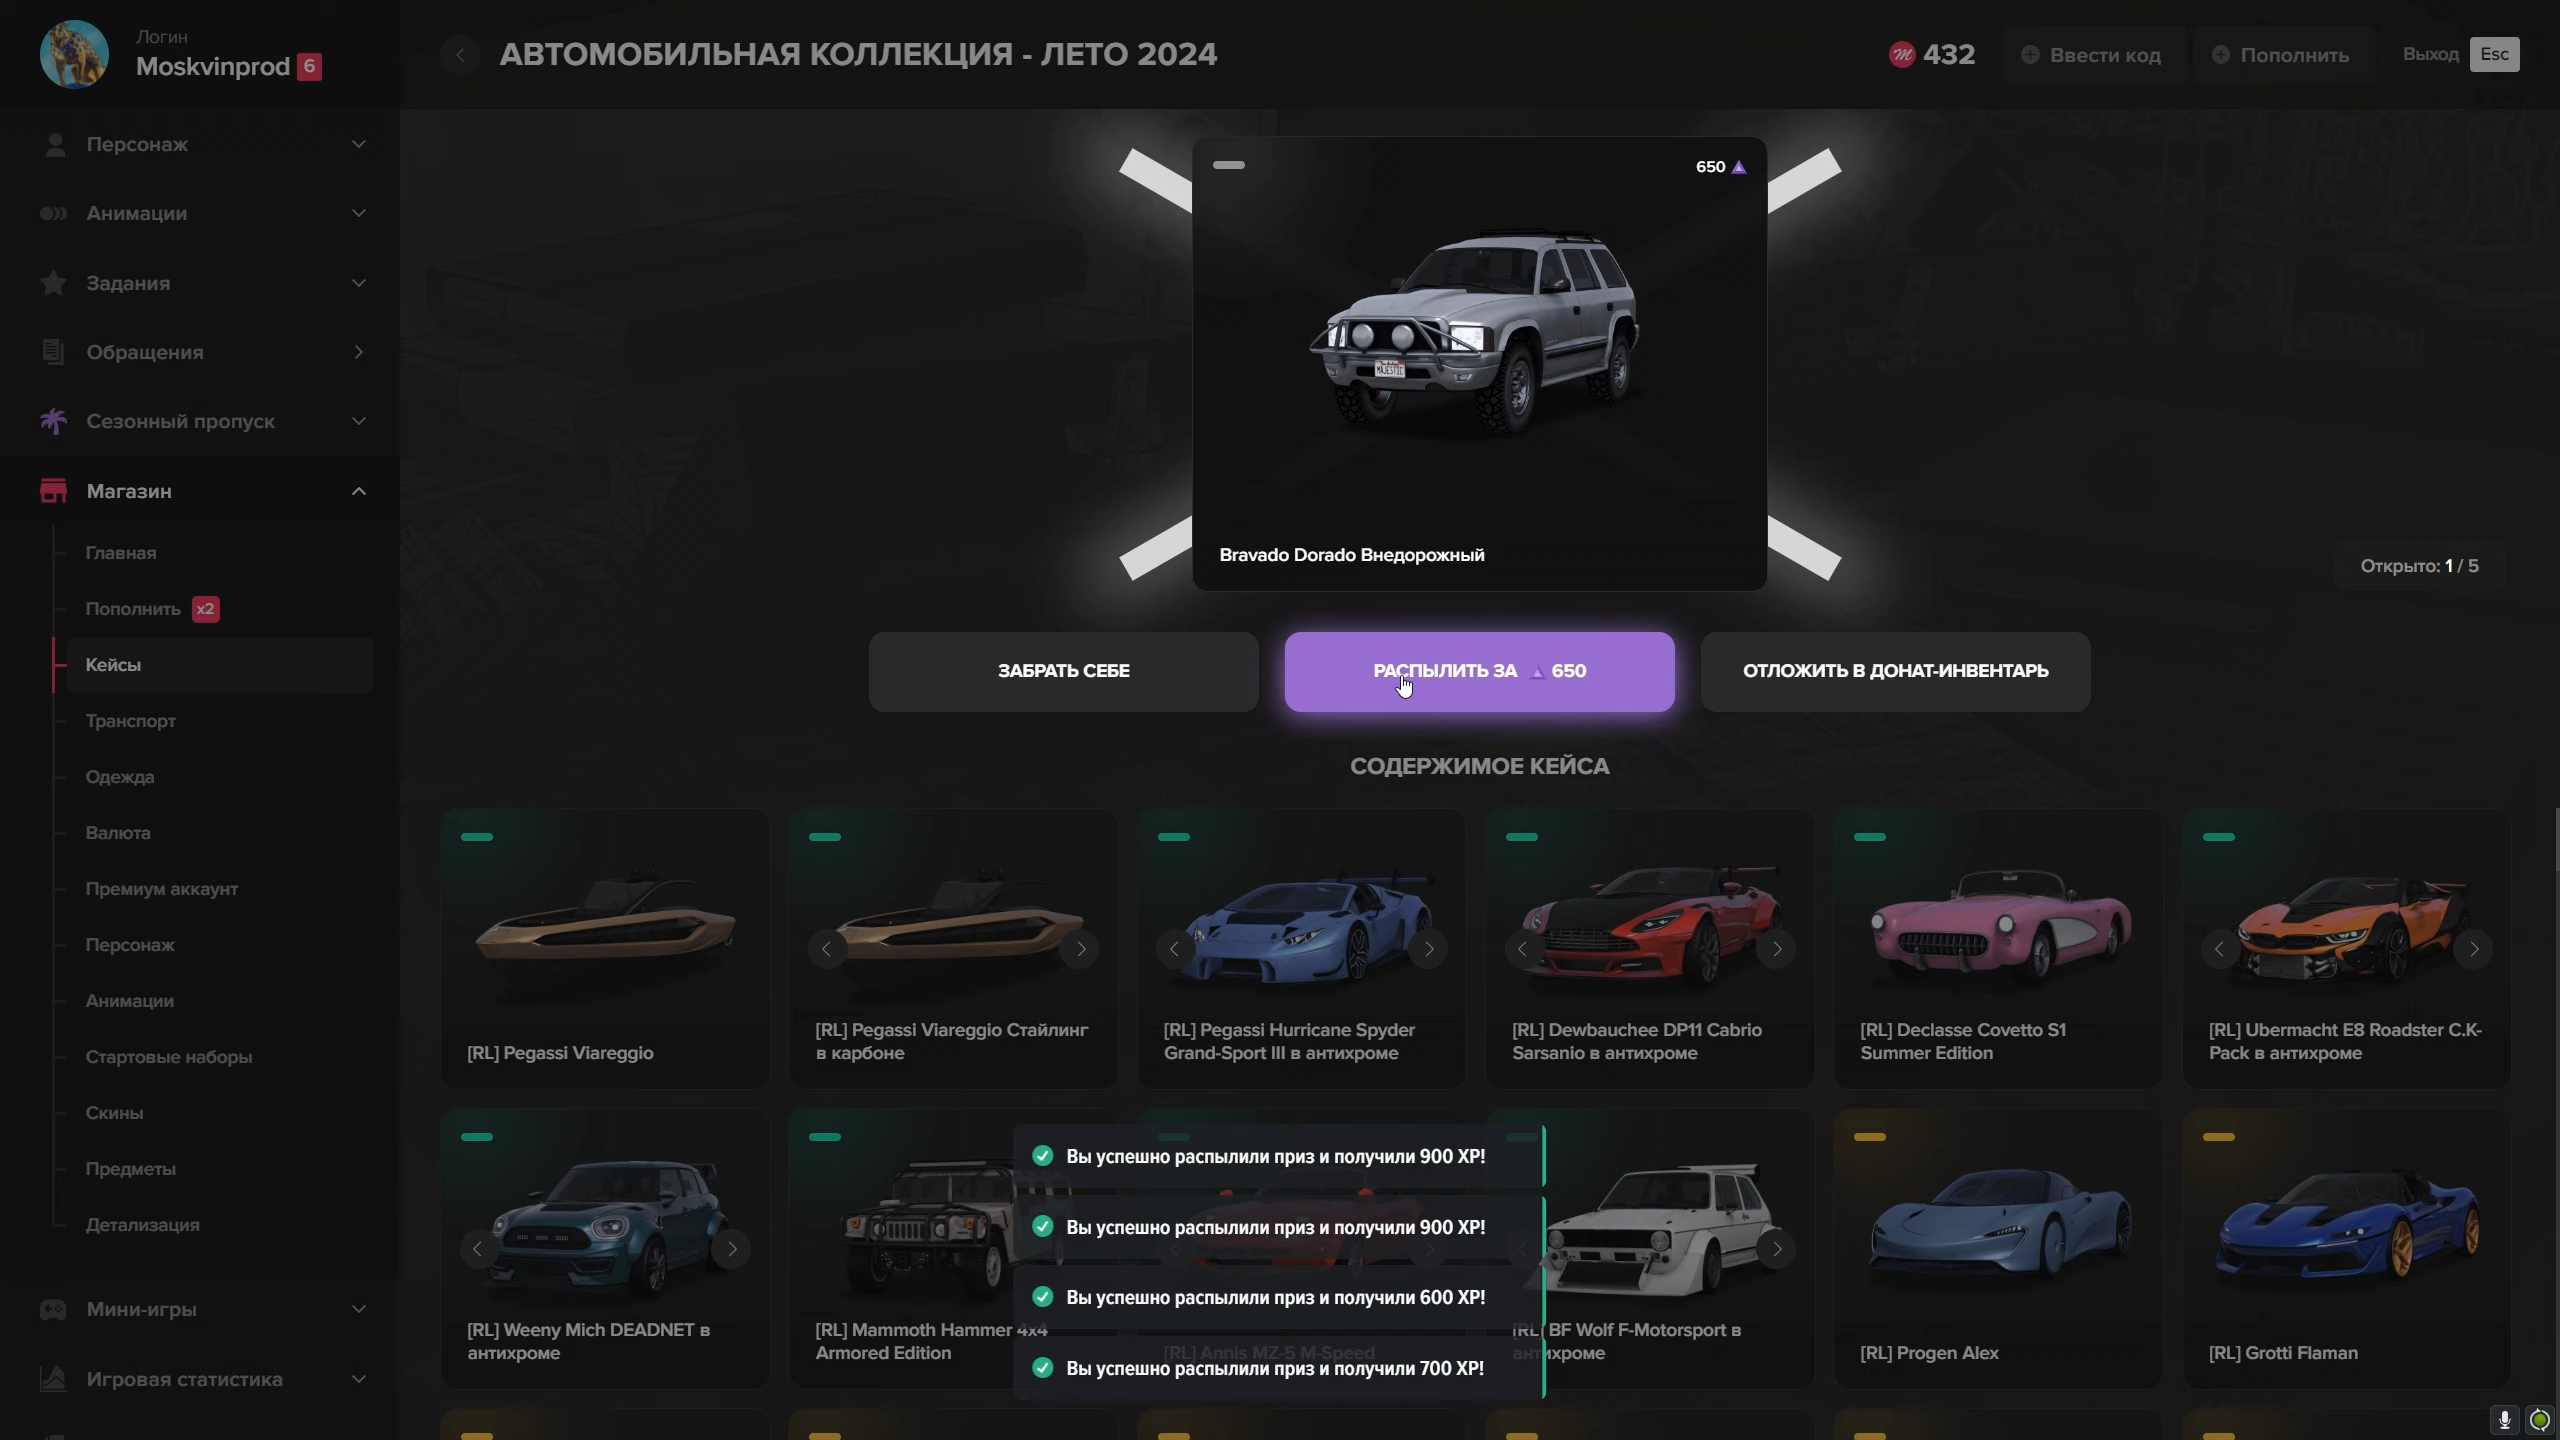 Логин
Moskvinprod 6
АВТОМОБИЛЬНАЯ КОЛЛЕКЦИЯ - ЛЕТО 2024
432
Ввести код
Пополнить
Выход
Esc
Персонаж
Анимации
Задания
Обращения
Сезонный пропуск
Магазин
Главная
Пополнить x2
Кейсы
Транспорт
Одежда
Валюта
Премиум аккаунт
Персонаж
Анимации
Стартовые наборы
Скины
Предметы
Детализация
Мини-игры
Игровая статистика
650
MAJESTIC
Bravado Dorado Внедорожный
Открыто: 1 / 5
ЗАБРАТЬ СЕБЕ
РАСПЫЛИТЬ ЗА 650
ОТЛОЖИТЬ В ДОНАТ-ИНВЕНТАРЬ
СОДЕРЖИМОЕ КЕЙСА
[RL] Pegassi Viareggio
[RL] Pegassi Viareggio Стайлинг
в карбоне
[RL] Pegassi Hurricane Spyder
Grand-Sport III в антихроме
[RL] Dewbauchee DP11 Cabrio
Sarsanio в антихроме
[RL] Declasse Covetto S1
Summer Edition
[RL] Ubermacht E8 Roadster C.K-
Pack в антихроме
[RL] Weeny Mich DEADNET в
антихроме
[RL] Mammoth Hammer 4x4
Armored Edition
[RL] Annis MZ-5 M-Speed
[RL] BF Wolf F-Motorsport в
антихроме
[RL] Progen Alex
[RL] Grotti Flaman
Вы успешно распылили приз и получили 900 XP!
Вы успешно распылили приз и получили 900 XP!
Вы успешно распылили приз и получили 600 XP!
Вы успешно распылили приз и получили 700 XP!